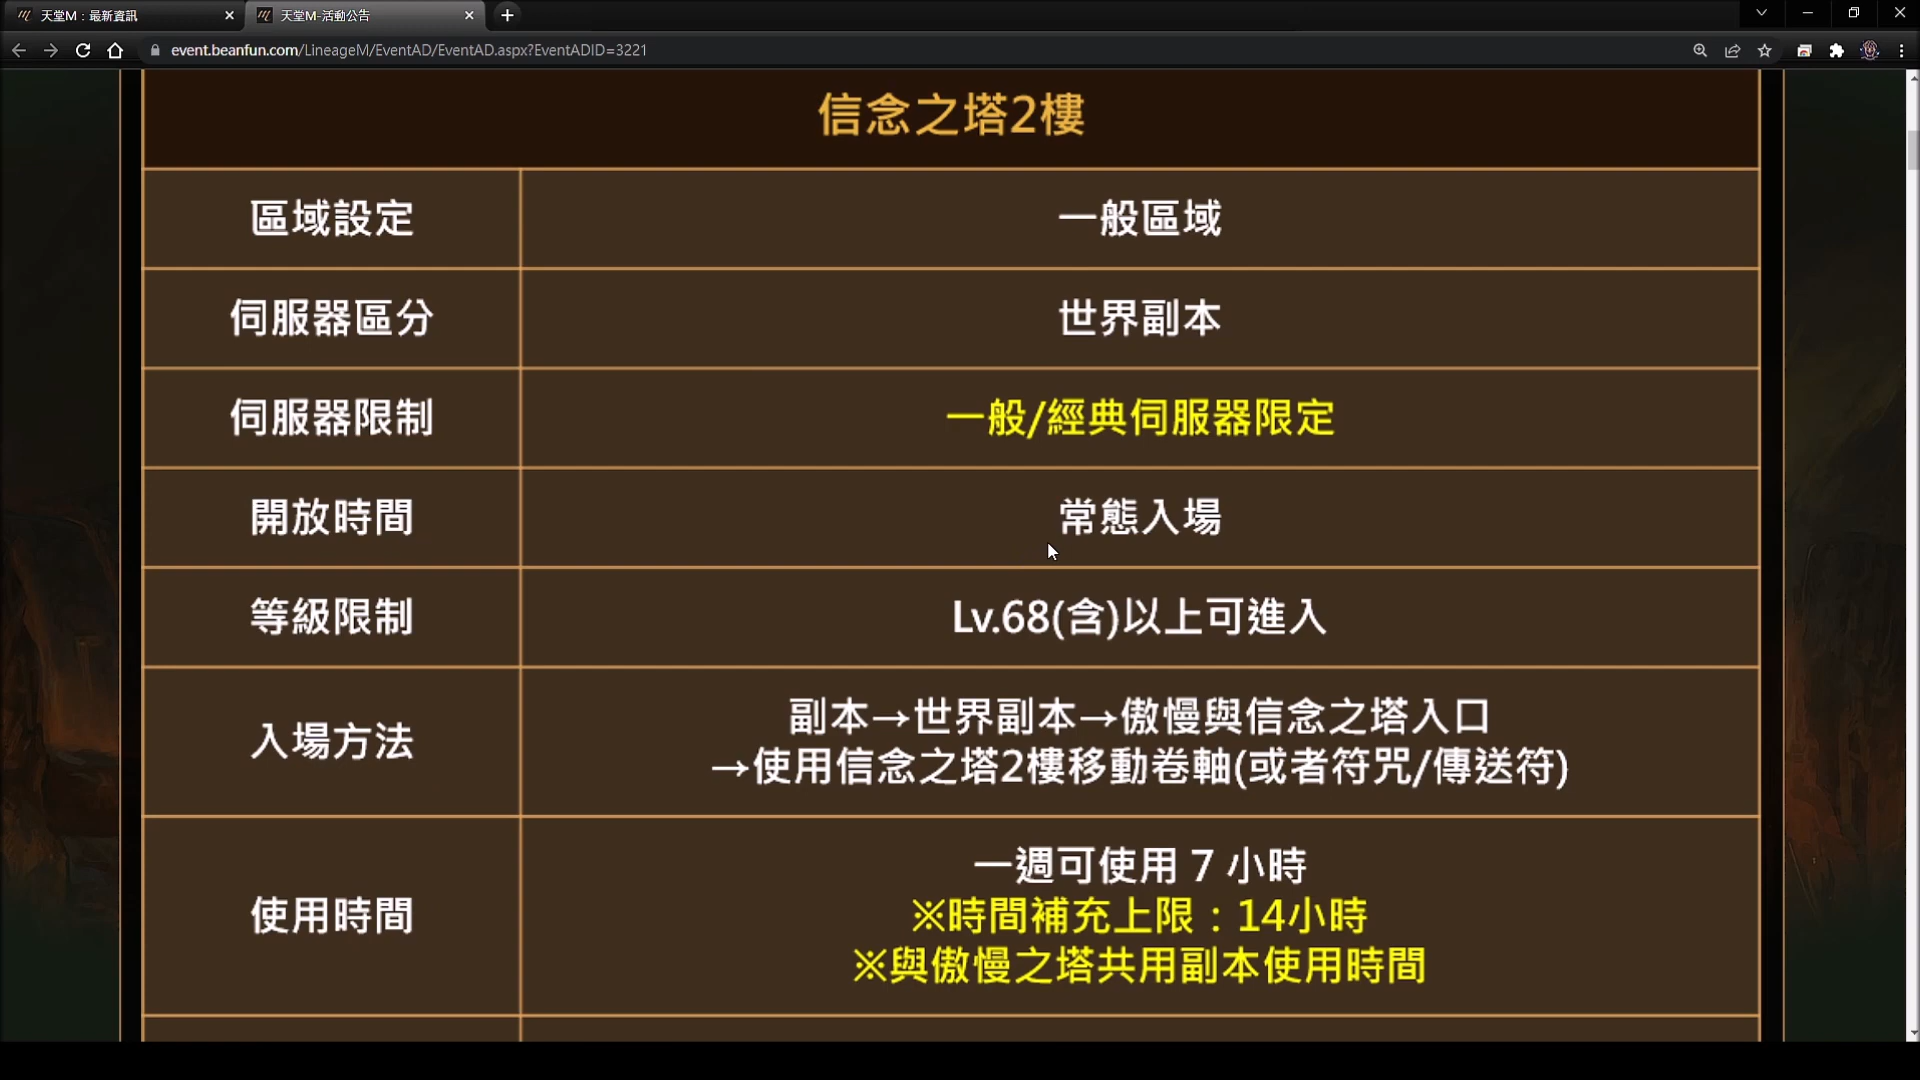 天堂M：最新資訊
天堂M-活動公告
event.beanfun.com/LineageM/EventAD/EventAD.aspx?EventADID=3221
信念之塔2樓
區域設定
一般區域
伺服器區分
世界副本
伺服器限制
一般/經典伺服器限定
開放時間
常態入場
等級限制
Lv.68(含)以上可進入
入場方法
副本→世界副本→傲慢與信念之塔入口
→使用信念之塔2樓移動卷軸(或者符咒/傳送符)
使用時間
一週可使用 7 小時
※時間補充上限：14小時
※與傲慢之塔共用副本使用時間